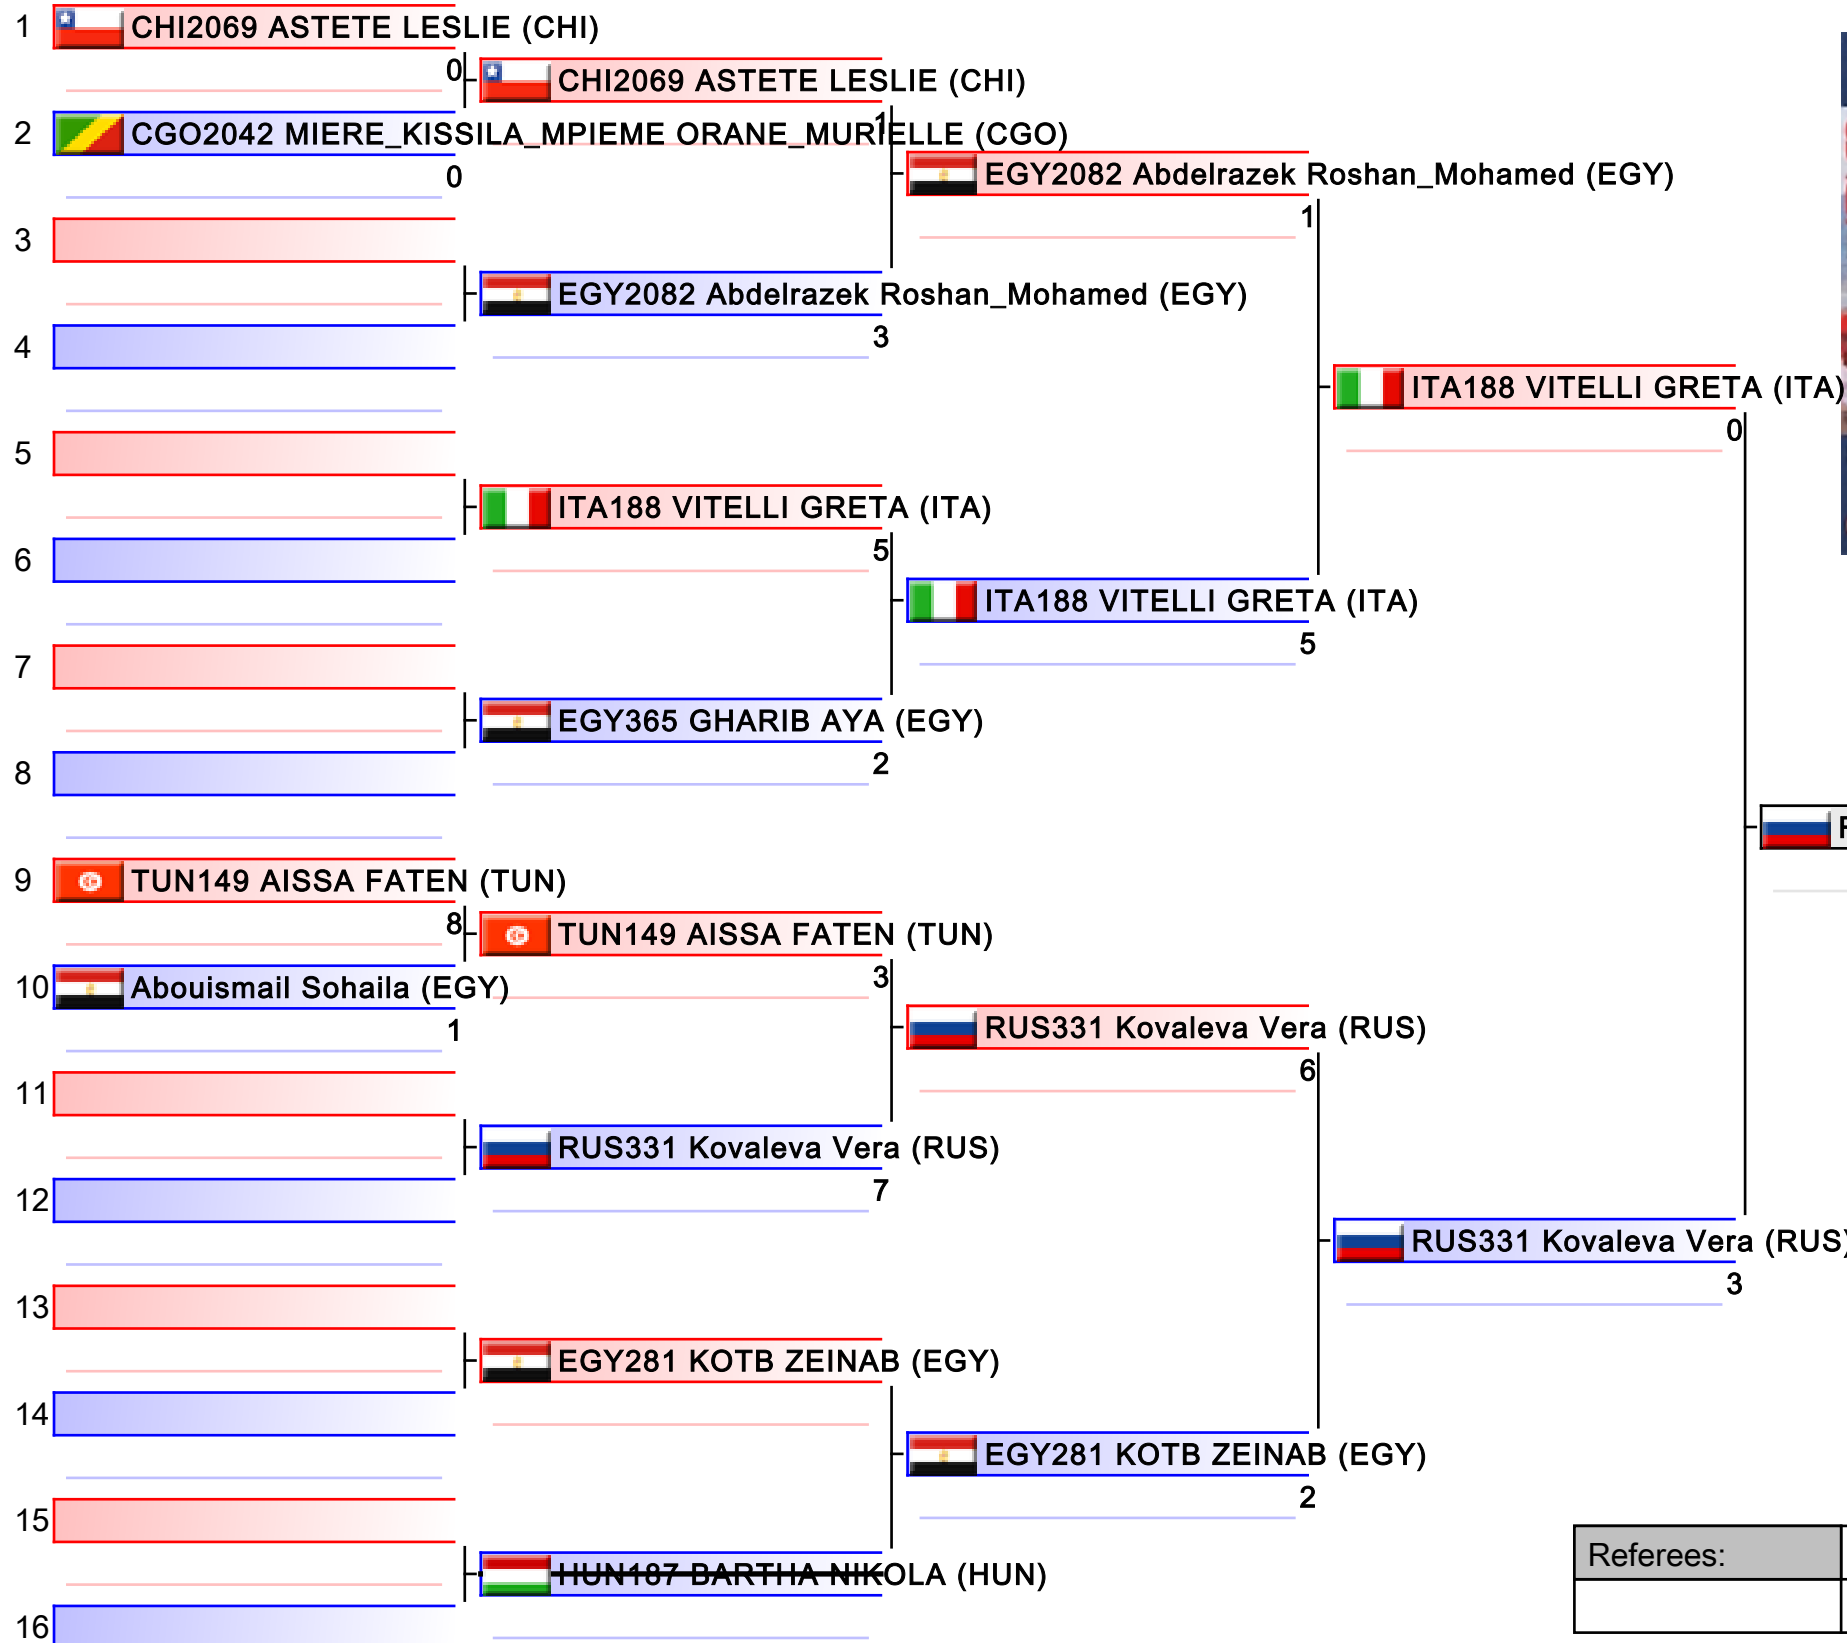 1 CHI2069 ASTETE LESLIE (CHI)
0 CHI2069 ASTETE LESLIE (CHI)
2 CGO2042 MIERE_KISSILA_MPIEME ORANE_MURIELLE (CGO)
1
0
EGY2082 Abdelrazek Roshan_Mohamed (EGY)
1
3
EGY2082 Abdelrazek Roshan_Mohamed (EGY)
3
4
ITA188 VITELLI GRETA (ITA)
0
5
ITA188 VITELLI GRETA (ITA)
5
6
ITA188 VITELLI GRETA (ITA)
5
7
EGY365 GHARIB AYA (EGY)
2
8
9 TUN149 AISSA FATEN (TUN)
8 TUN149 AISSA FATEN (TUN)
3
10 Abouismail Sohaila (EGY)
1
RUS331 Kovaleva Vera (RUS)
6
11
RUS331 Kovaleva Vera (RUS)
7
12
RUS331 Kovaleva Vera (RUS)
3
13
EGY281 KOTB ZEINAB (EGY)
14
EGY281 KOTB ZEINAB (EGY)
2
15
HUN187 BARTHA NIKOLA (HUN)
16
Referees: